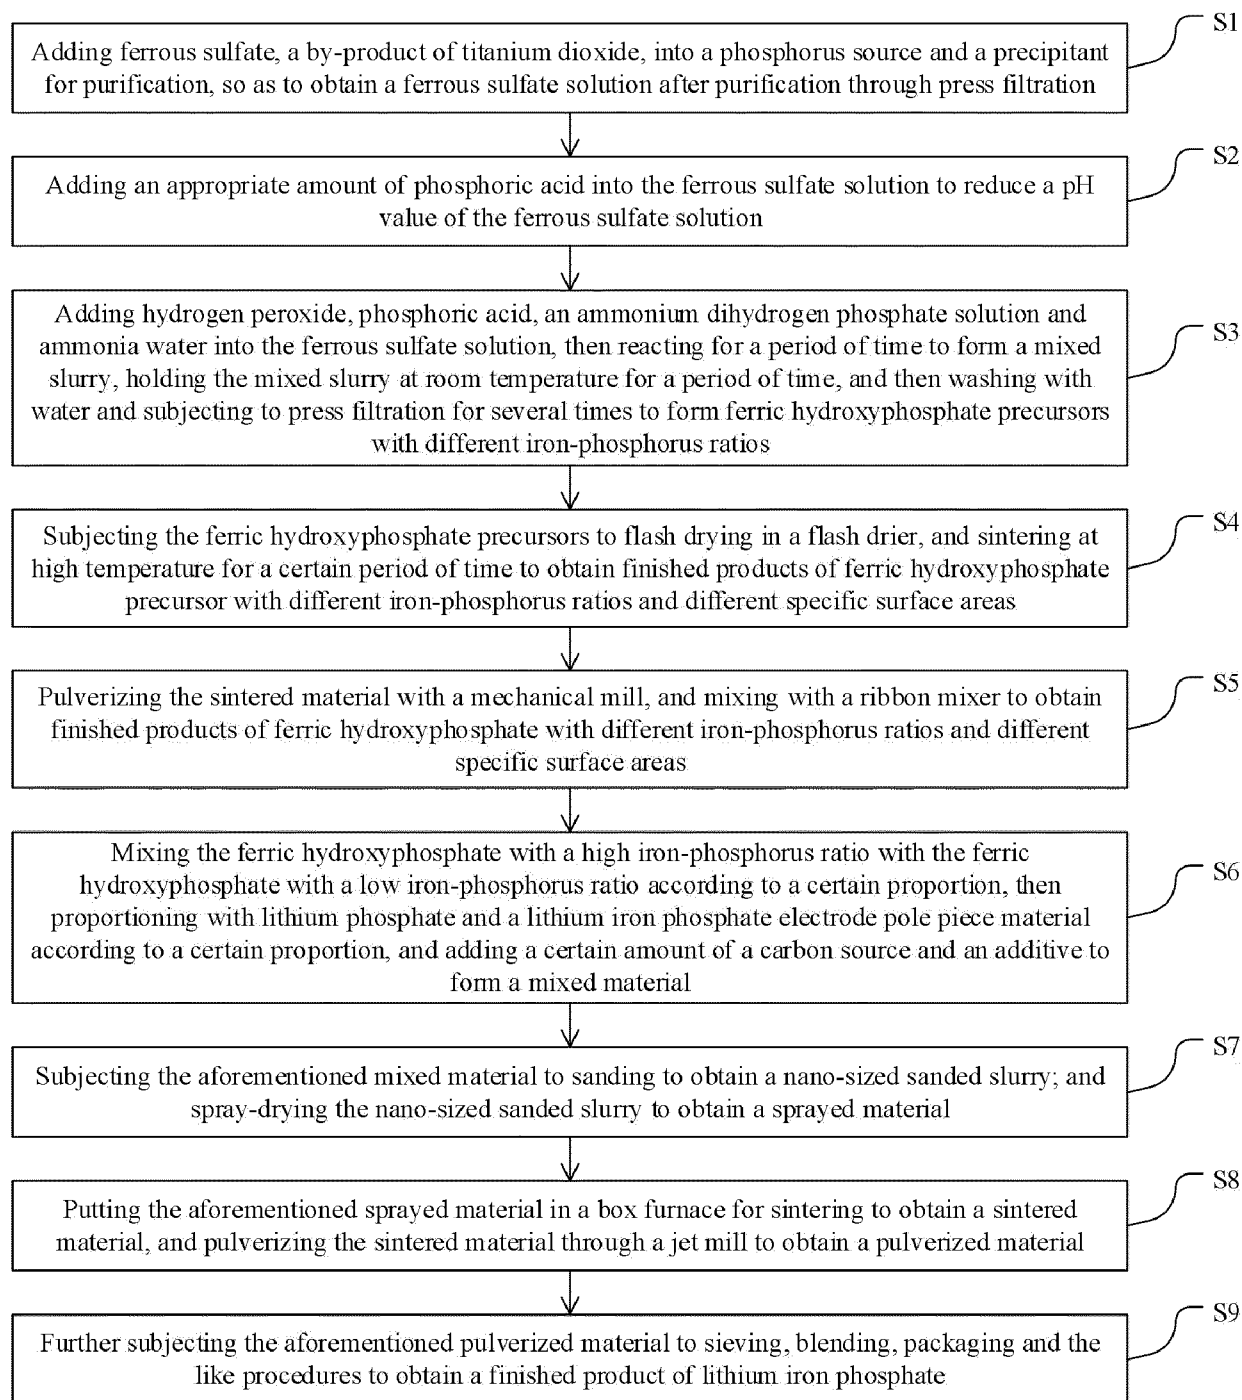 S1
Adding ferrous sulfate, a by-product of titanium dioxide, into a phosphorus source and a precipitant
for purification, so as to obtain a ferrous sulfate solution after purification through press filtration
S2
Adding an appropriate amount of phosphoric acid into the ferrous sulfate solution to reduce a pH
value of the ferrous sulfate solution
S3
Adding hydrogen peroxide, phosphoric acid, an ammonium dihydrogen phosphate solution and
ammonia water into the ferrous sulfate solution, then reacting for a period of time to form a mixed
slurry, holding the mixed slurry at room temperature for a period of time, and then washing with
water and subjecting to press filtration for several times to form ferric hydroxyphosphate precursors
with different iron-phosphorus ratios
S4
Subjecting the ferric hydroxyphosphate precursors to flash drying in a flash drier, and sintering at
high temperature for a certain period of time to obtain finished products of ferric hydroxyphosphate
precursor with different iron-phosphorus ratios and different specific surface areas
S5
Pulverizing the sintered material with a mechanical mill, and mixing with a ribbon mixer to obtain
finished products of ferric hydroxyphosphate with different iron-phosphorus ratios and different
specific surface areas
S6
Mixing the ferric hydroxyphosphate with a high iron-phosphorus ratio with the ferric
hydroxyphosphate with a low iron-phosphorus ratio according to a certain proportion, then
proportioning with lithium phosphate and a lithium iron phosphate electrode pole piece material
according to a certain proportion, and adding a certain amount of a carbon source and an additive to
form a mixed material
S7
Subjecting the aforementioned mixed material to sanding to obtain a nano-sized sanded slurry; and
spray-drying the nano-sized sanded slurry to obtain a sprayed material
S8
Putting the aforementioned sprayed material in a box furnace for sintering to obtain a sintered
material, and pulverizing the sintered material through a jet mill to obtain a pulverized material
S9
Further subjecting the aforementioned pulverized material to sieving, blending, packaging and the
like procedures to obtain a finished product of lithium iron phosphate